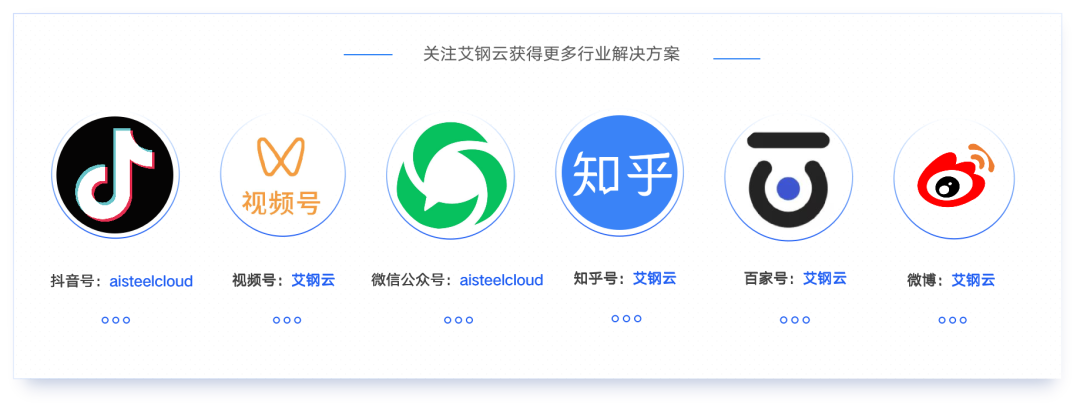 关注艾钢云获得更多行业解决方案
视频号
知乎
抖音号：aisteelcloud
视频号：艾钢云
微信公众号：aisteelcloud
知乎号：艾钢云
百家号：艾钢云
微博：艾钢云